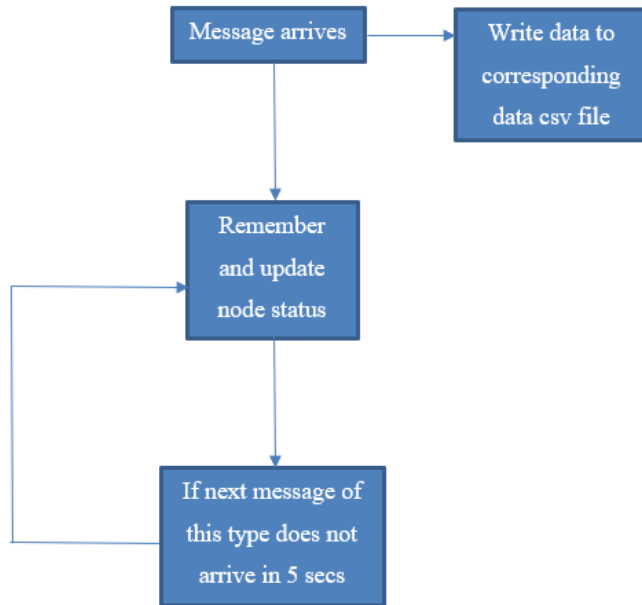 Message arrives
Write data to
corresponding
data csv file
Remember
and update
node status
If next message of
this type does not
arrive in 5 secs